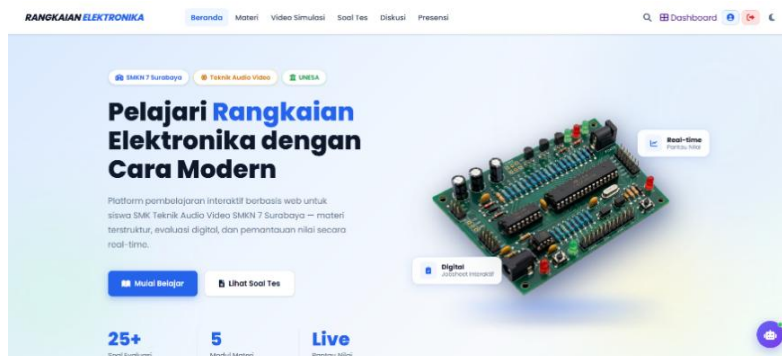 RANGKAIAN ELEKTRONIKA
Beranda Materi Video Simulasi Soal Tes Diskusi Presensi
Dashboard
SMKN 7 Surabaya Teknik Audio Video UNESA
Pelajari Rangkaian
Elektronika dengan
Cara Modern
Platform pembelajaran interaktif berbasis web untuk
siswa SMK Teknik Audio Video SMKN 7 Surabaya — materi
terstruktur, evaluasi digital, dan pemantauan nilai secara
real-time.
Mulai Belajar Lihat Soal Tes
25+ 5 Live
Soal Evaluasi Modul Materi Pantau Nilai
Real-time
Pantau Nilai
Digital
Jobsheet Interaktif